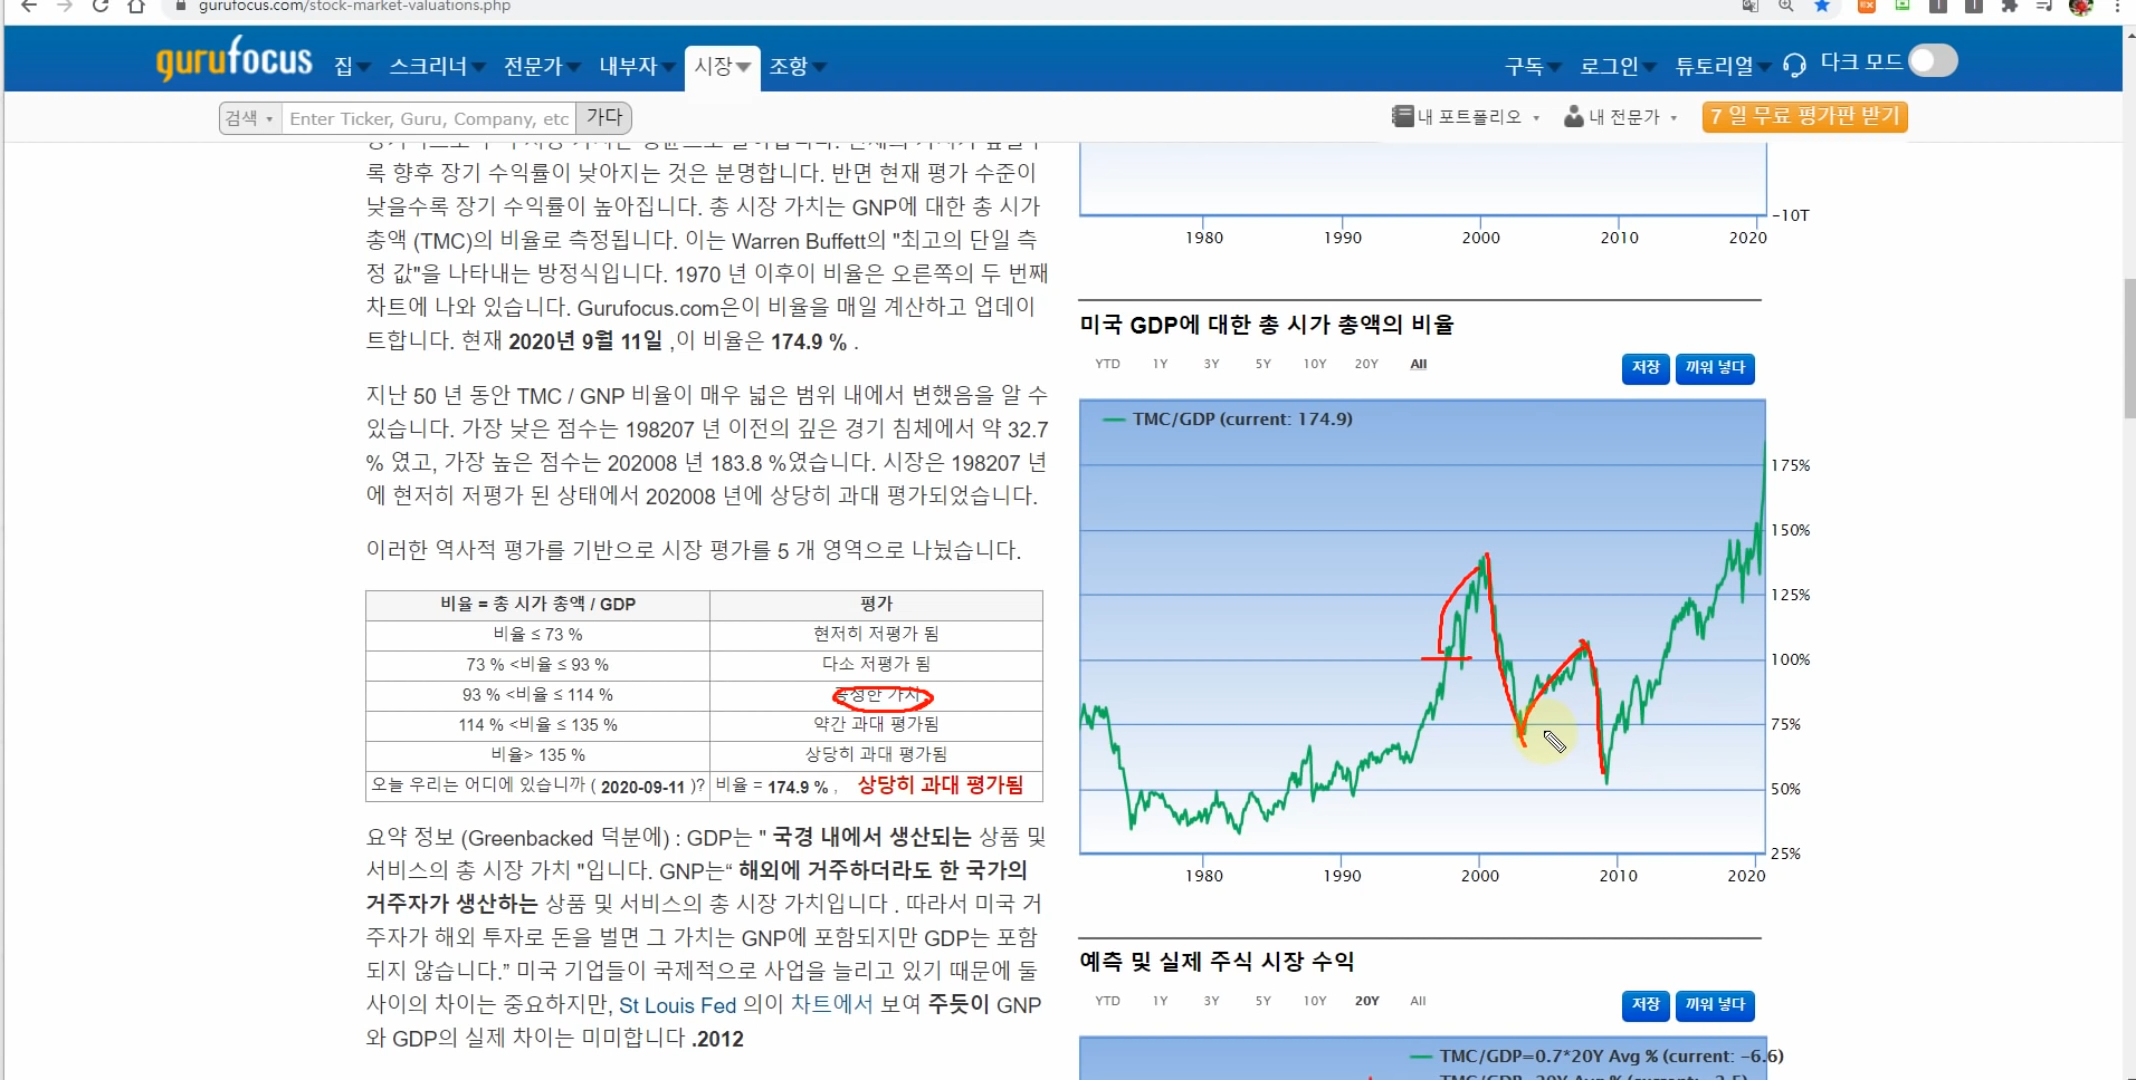 gurufocus.com/stock-market-valuations.php
gurufocus 집 스크리너 전문가 내부자 시장 조항 구독 로그인 튜토리얼 다크 모드
검색 Enter Ticker, Guru, Company, etc 가다 내 포트폴리오 내 전문가 7 일 무료 평가판 받기
록 향후 장기 수익률이 낮아지는 것은 분명합니다. 반면 현재 평가 수준이
낮을수록 장기 수익률이 높아집니다. 총 시장 가치는 GNP에 대한 총 시가
총액 (TMC)의 비율로 측정됩니다. 이는 Warren Buffett의 "최고의 단일 측
정 값"을 나타내는 방정식입니다. 1970 년 이후이 비율은 오른쪽의 두 번째
차트에 나와 있습니다. Gurufocus.com은이 비율을 매일 계산하고 업데이
트합니다. 현재 2020년 9월 11일 ,이 비율은 174.9 % .
지난 50 년 동안 TMC / GNP 비율이 매우 넓은 범위 내에서 변했음을 알 수
있습니다. 가장 낮은 점수는 198207 년 이전의 깊은 경기 침체에서 약 32.7
% 였고, 가장 높은 점수는 202008 년 183.8 %였습니다. 시장은 198207 년
에 현저히 저평가 된 상태에서 202008 년에 상당히 과대 평가되었습니다.
이러한 역사적 평가를 기반으로 시장 평가를 5 개 영역으로 나눴습니다.
비율 = 총 시가 총액 / GDP 평가
비율 ≤ 73 % 현저히 저평가 됨
73 % <비율 ≤ 93 % 다소 저평가 됨
93 % <비율 ≤ 114 % 가치
114 % <비율 ≤ 135 % 약간 과대 평가됨
비율> 135 % 상당히 과대 평가됨
오늘 우리는 어디에 있습니까 ( 2020-09-11 )? 비율 = 174.9 % , 상당히 과대 평가됨
요약 정보 (Greenbacked 덕분에) : GDP는 " 국경 내에서 생산되는 상품 및
서비스의 총 시장 가치 "입니다. GNP는“ 해외에 거주하더라도 한 국가의
거주자가 생산하는 상품 및 서비스의 총 시장 가치입니다 . 따라서 미국 거
주자가 해외 투자로 돈을 벌면 그 가치는 GNP에 포함되지만 GDP는 포함
되지 않습니다.” 미국 기업들이 국제적으로 사업을 늘리고 있기 때문에 둘
사이의 차이는 중요하지만, St Louis Fed 의이 차트에서 보여 주듯이 GNP
와 GDP의 실제 차이는 미미합니다 .2012
-10T
1980 1990 2000 2010 2020
미국 GDP에 대한 총 시가 총액의 비율
YTD 1Y 3Y 5Y 10Y 20Y All 저장 끼워 넣다
TMC/GDP (current: 174.9)
175%
150%
125%
100%
75%
50%
25%
1980 1990 2000 2010 2020
예측 및 실제 주식 시장 수익
YTD 1Y 3Y 5Y 10Y 20Y All 저장 끼워 넣다
TMC/GDP=0.7*20Y Avg % (current: -6.6)